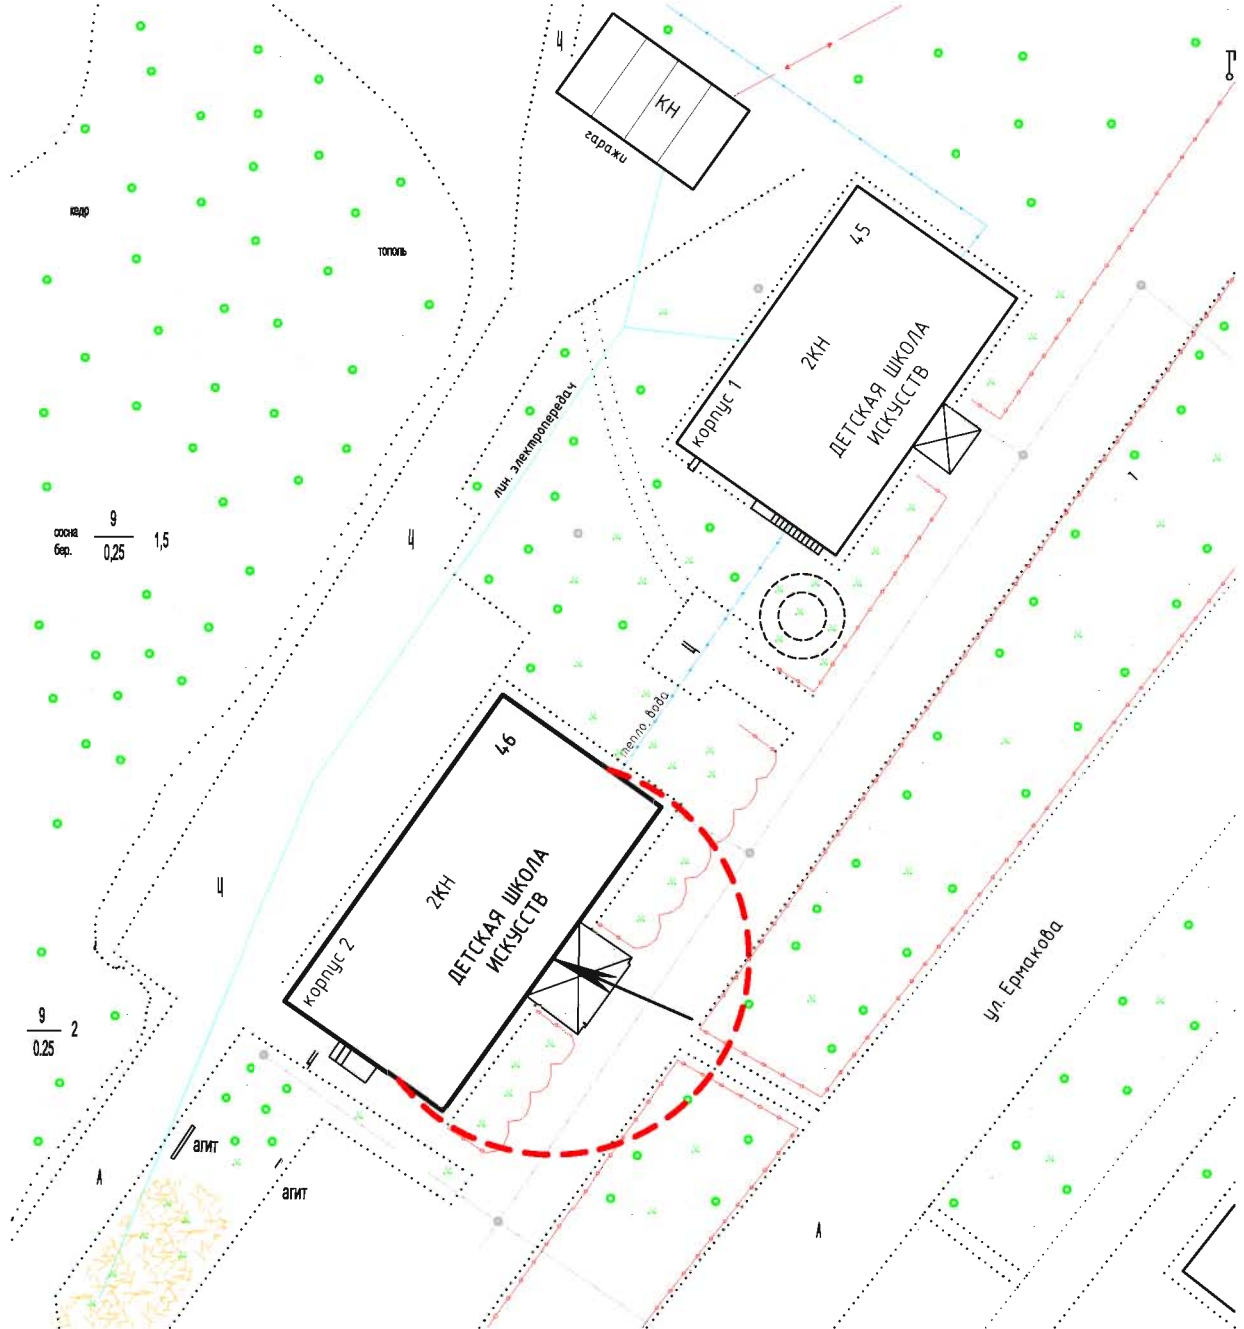 Ц
КН
гаражи
кедр
тополь
45
2КН
корпус 1
ДЕТСКАЯ ШКОЛА
ИСКУССТВ
лин. электропередач
сосна
бер.
9
0,25
1,5
Ц
1
Ц
тепло. вода
46
2КН
корпус 2
ДЕТСКАЯ ШКОЛА
ИСКУССТВ
Ц
ул. Ермакова
9
0.25
2
агит
агит
А
А